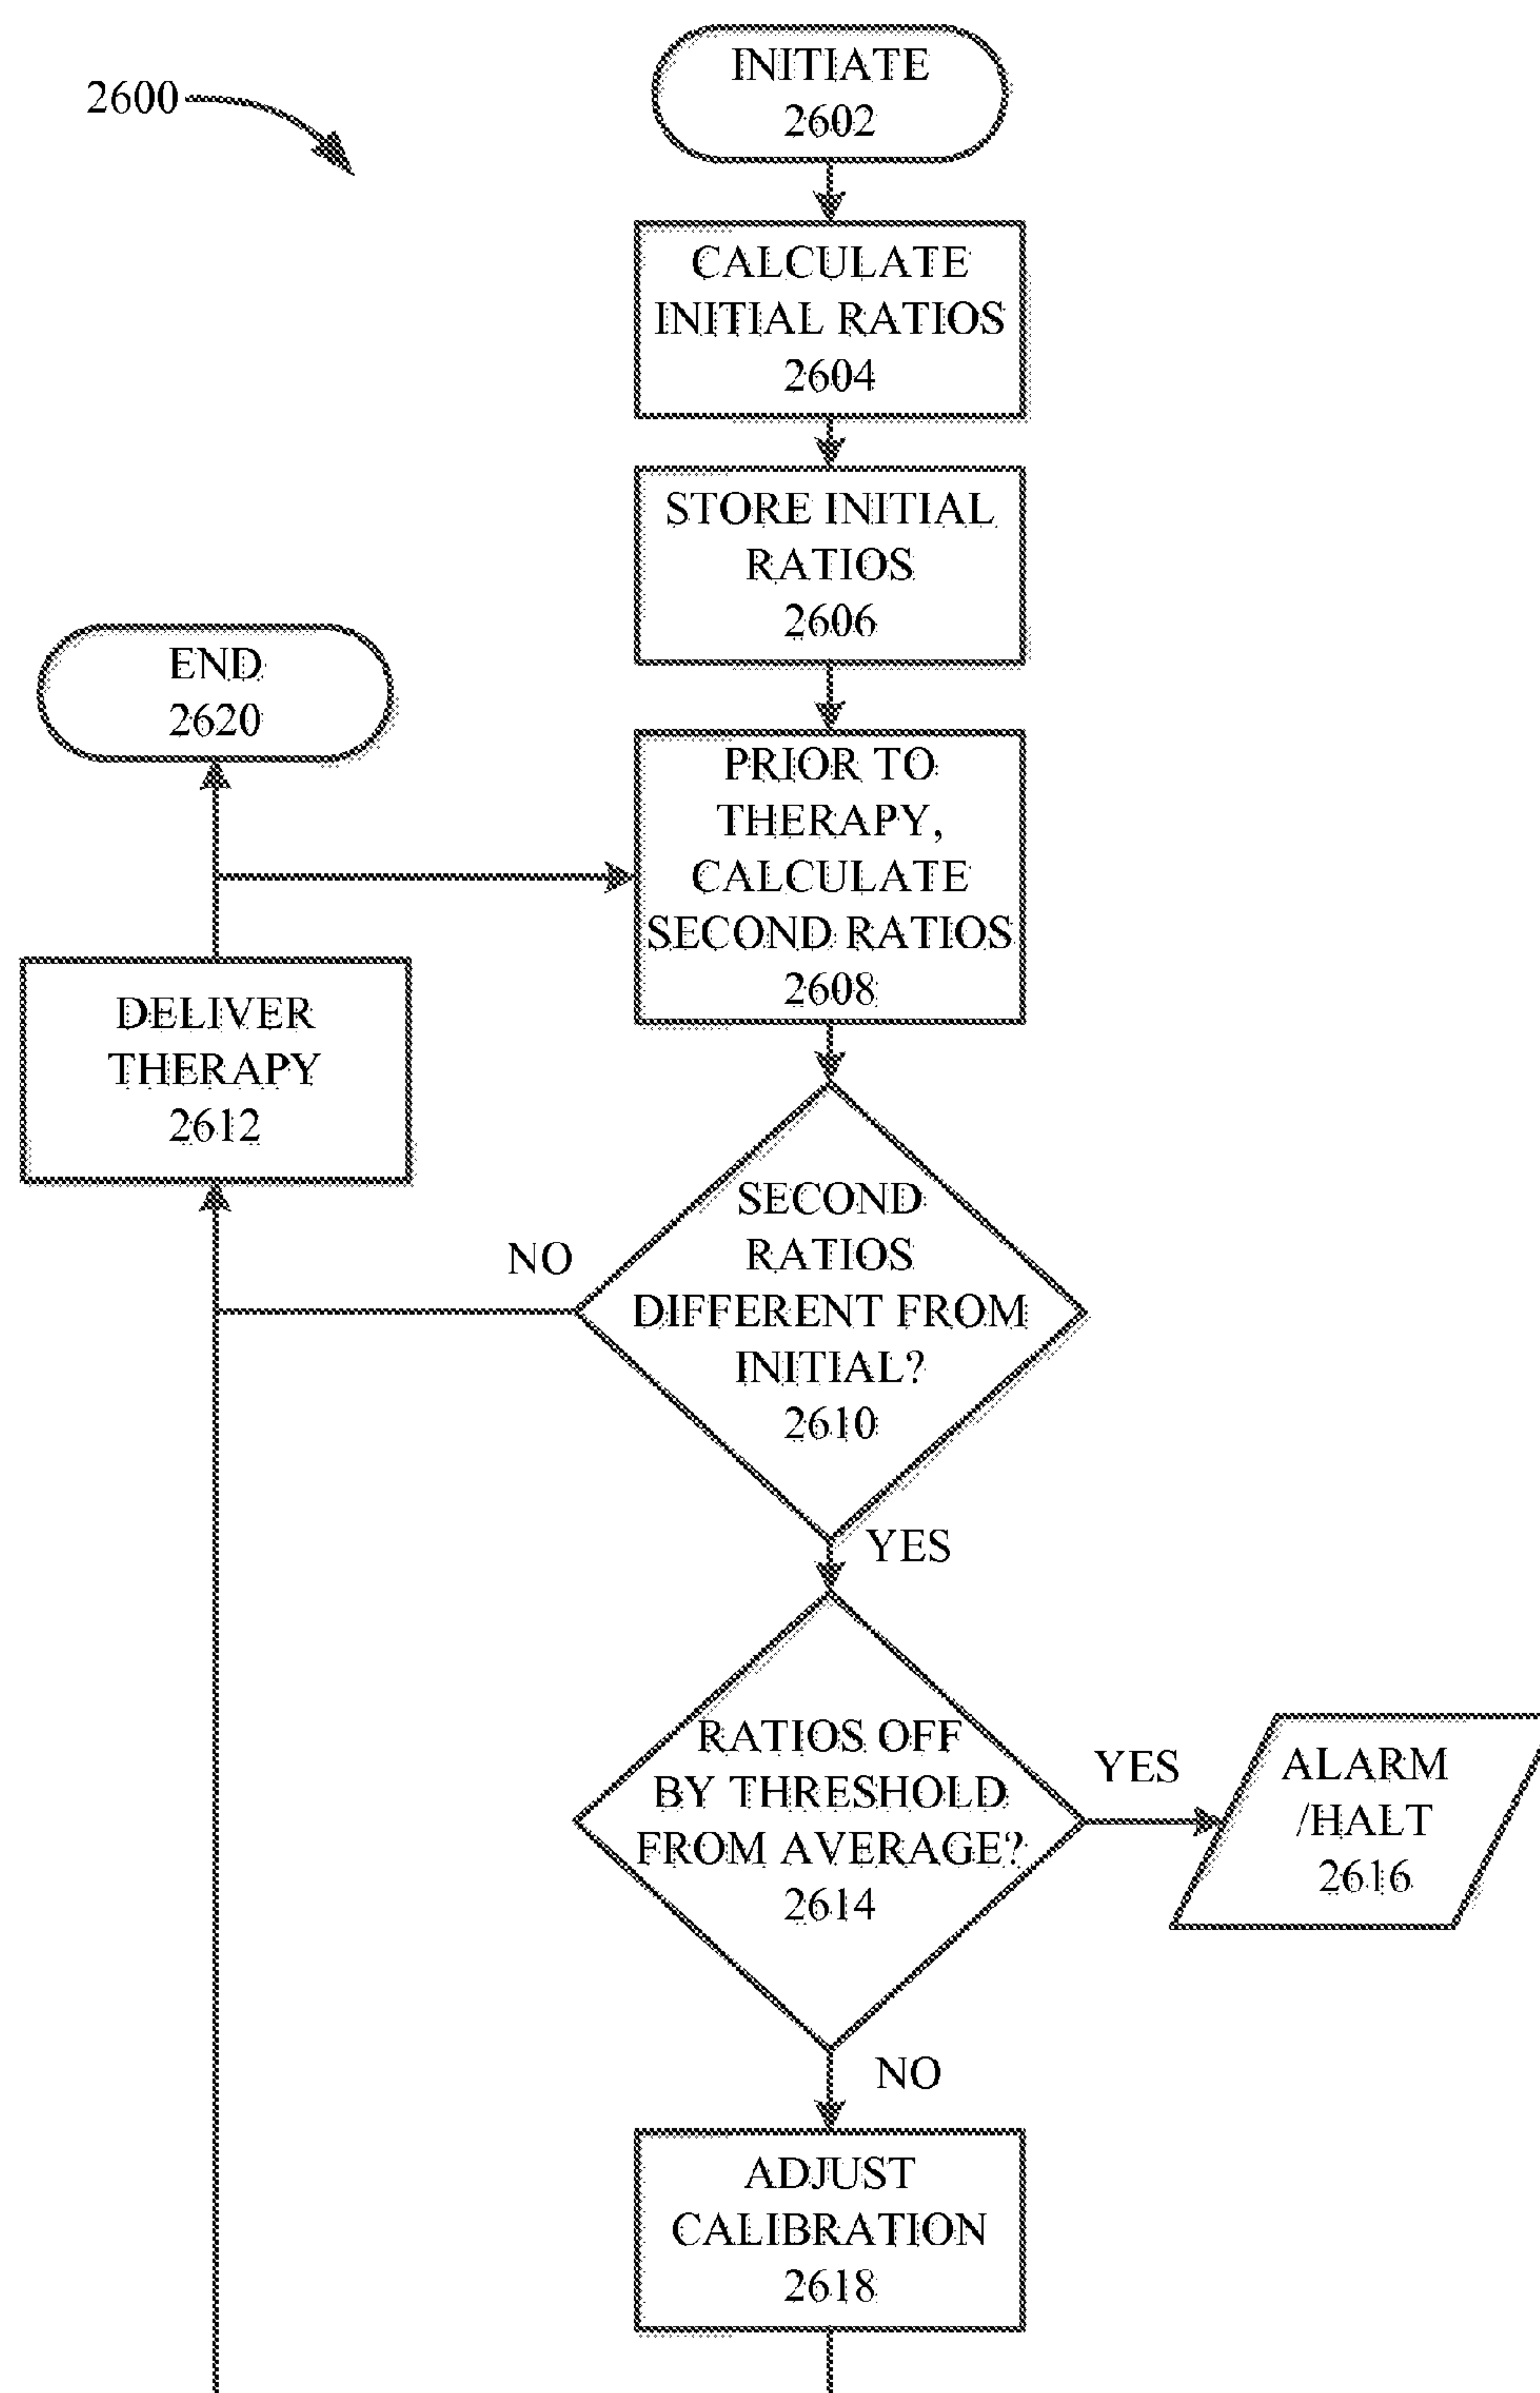 2600
INITIATE
2602
CALCULATE
INITIAL RATIOS
2604
STORE INITIAL
RATIOS
2606
END
2620
PRIOR TO
THERAPY,
CALCULATE
SECOND RATIOS
2608
DELIVER
THERAPY
2612
SECOND
RATIOS
DIFFERENT FROM
INITIAL?
2610
NO
YES
RATIOS OFF
BY THRESHOLD
FROM AVERAGE?
2614
YES
ALARM
/HALT
2616
NO
ADJUST
CALIBRATION
2618